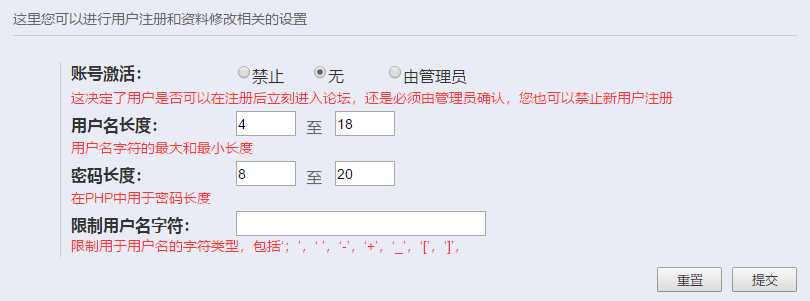 这里您可以进行用户注册和资料修改相关的设置
账号激活： 禁止 无 由管理员
这决定了用户是否可以在注册后立刻进入论坛，还是必须由管理员确认，您也可以禁止新用户注册
用户名长度： 4 至 18
用户名字符的最大和最小长度
密码长度： 8 至 20
在PHP中用于密码长度
限制用户名字符：
限制用于用户名的字符类型，包括‘；’，‘ ’，‘-’，‘+’，‘_’，‘[’，‘]’，
重置 提交